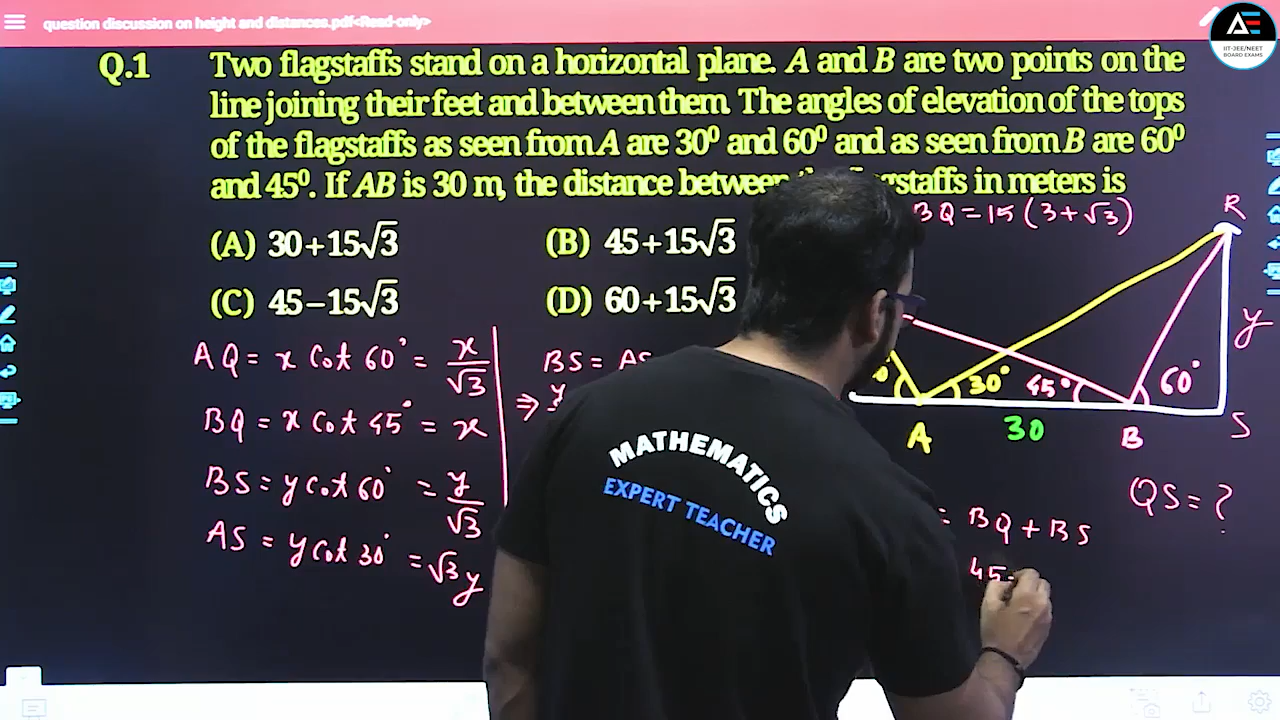 question discussion on height and distances.pdf<Read-only>
IIT-JEE/NEET
BOARD EXAMS
Q.1 Two flagstaffs stand on a horizontal plane. A and B are two points on the
line joining their feet and between them. The angles of elevation of the tops
of the flagstaffs as seen from A are 30⁰ and 60⁰ and as seen from B are 60⁰
and 45⁰. If AB is 30 m, the distance between flagstaffs in meters is
(A) 30+15√3 (B) 45+15√3
(C) 45−15√3 (D) 60+15√3
BQ = 15 (3+√3)
R
y
30° 45° 60°
A 30 B S
QS = ?
AQ = x Cot 60° = x/√3
BQ = x Cot 45° = x
BS = y Cot 60° = y/√3
AS = y Cot 30° = √3 y
BS = AS
⇒ y
= BQ + BS
45
MATHEMATICS
EXPERT TEACHER